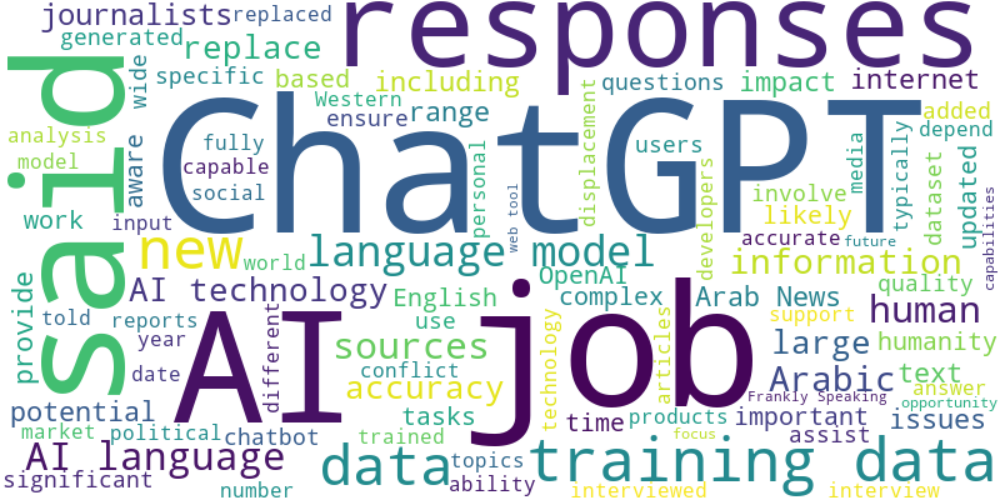 journalists
replaced
responses
generated
replace
said
wide
specific
based
including
questions
impact
internet
Western
ensure
range
displacement
added
analysis
model
aware
fully
capable
social
ChatGPT
personal
users
media
typically
depend
work
input
web tool
developers
involve
likely
dataset
updated
capabilities
new
world
language model
accurate
future
information
AI technology
OpenAI
quality
provide
told
reports
year
date
different
English
use
complex
Arab News
support
human
AI
job
sources
conflict
accuracy
technology
articles
large
humanity
Arabic
text
answer
Frankly Speaking
opportunity
potential
tasks
time
products
important
issues
market
political
chatbot
trained
focus
assist
AI language
data
topics
training data
significant
number
ability
interviewed
interview